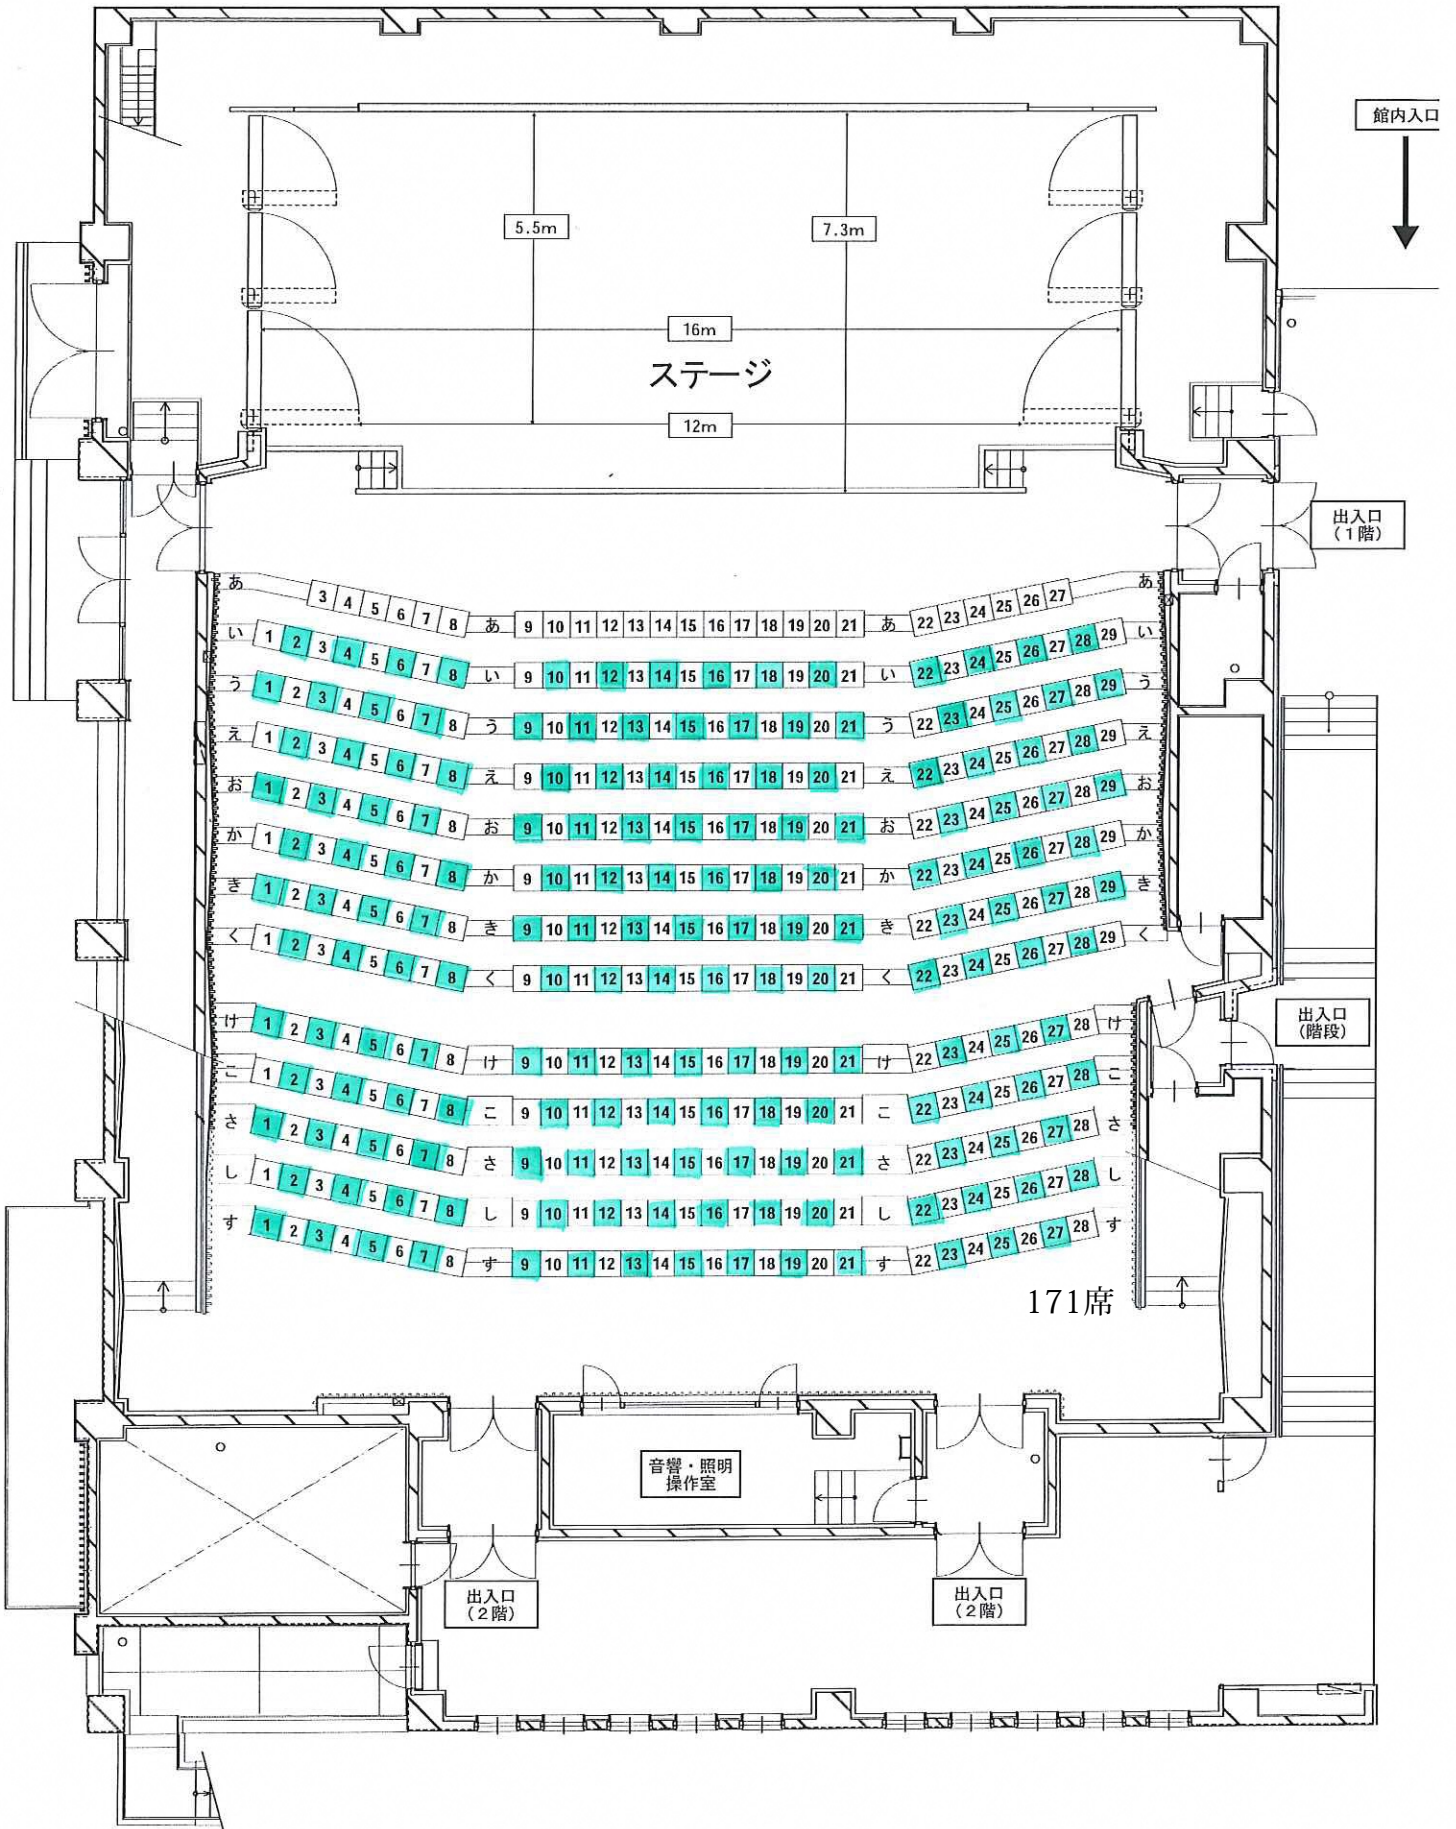 館内入口
5.5m
7.3m
16m
ステージ
12m
出入口
(1階)
あ 3 4 5 6 7 8 あ 9 10 11 12 13 14 15 16 17 18 19 20 21 あ 22 23 24 25 26 27 あ
い 1 2 3 4 5 6 7 8 い 9 10 11 12 13 14 15 16 17 18 19 20 21 い 22 23 24 25 26 27 28 29 い
う 1 2 3 4 5 6 7 8 う 9 10 11 12 13 14 15 16 17 18 19 20 21 う 22 23 24 25 26 27 28 29 う
え 1 2 3 4 5 6 7 8 え 9 10 11 12 13 14 15 16 17 18 19 20 21 え 22 23 24 25 26 27 28 29 え
お 1 2 3 4 5 6 7 8 お 9 10 11 12 13 14 15 16 17 18 19 20 21 お 22 23 24 25 26 27 28 29 お
か 1 2 3 4 5 6 7 8 か 9 10 11 12 13 14 15 16 17 18 19 20 21 か 22 23 24 25 26 27 28 29 か
き 1 2 3 4 5 6 7 8 き 9 10 11 12 13 14 15 16 17 18 19 20 21 き 22 23 24 25 26 27 28 29 き
く 1 2 3 4 5 6 7 8 く 9 10 11 12 13 14 15 16 17 18 19 20 21 く 22 23 24 25 26 27 28 29 く
け 1 2 3 4 5 6 7 8 け 9 10 11 12 13 14 15 16 17 18 19 20 21 け 22 23 24 25 26 27 28 け
出入口
(階段)
こ 1 2 3 4 5 6 7 8 こ 9 10 11 12 13 14 15 16 17 18 19 20 21 こ 22 23 24 25 26 27 28 こ
さ 1 2 3 4 5 6 7 8 さ 9 10 11 12 13 14 15 16 17 18 19 20 21 さ 22 23 24 25 26 27 28 さ
し 1 2 3 4 5 6 7 8 し 9 10 11 12 13 14 15 16 17 18 19 20 21 し 22 23 24 25 26 27 28 し
す 1 2 3 4 5 6 7 8 す 9 10 11 12 13 14 15 16 17 18 19 20 21 す 22 23 24 25 26 27 28 す
171席
音響・照明
操作室
出入口
(2階)
出入口
(2階)